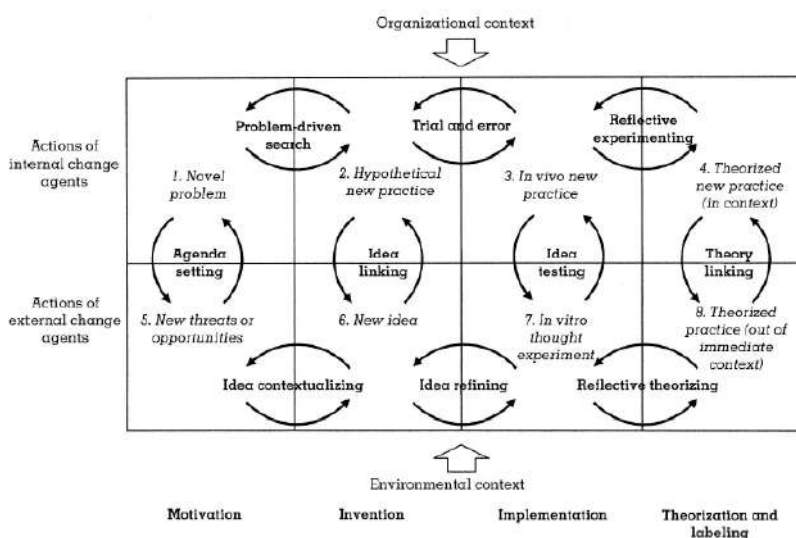 Organizational context
Actions of
internal change
agents
Problem-driven
search
Trial and error
Reflective
experimenting
1. Novel
problem
2. Hypothetical
new practice
3. In vivo new
practice
4. Theorized
new practice
(in context)
Agenda
setting
Idea
linking
Idea
testing
Theory
linking
Actions of
external change
agents
5. New threats or
opportunities
6. New idea
7. In vitro
thought
experiment
8. Theorized
practice (out of
immediate
context)
Idea contextualizing
Idea refining
Reflective theorizing
Environmental context
Motivation
Invention
Implementation
Theorization and
labeling